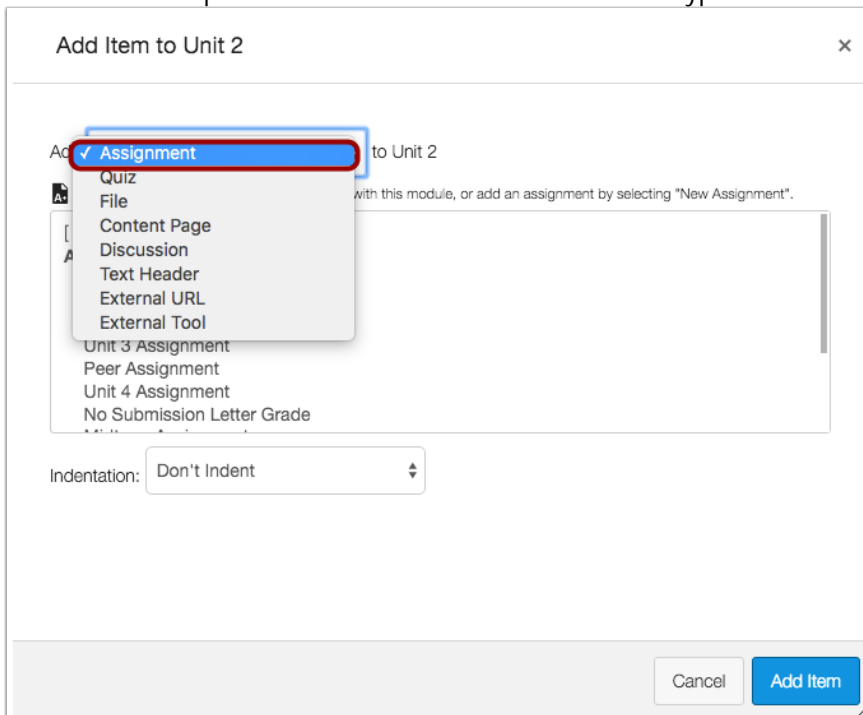 Add Item to Unit 2 ×
Ad ✓ Assignment to Unit 2
Quiz
with this module, or add an assignment by selecting "New Assignment".
File
[
Content Page
A
Discussion
Text Header
External URL
External Tool
Unit 3 Assignment
Peer Assignment
Unit 4 Assignment
No Submission Letter Grade
Indentation: Don't Indent
Cancel Add Item